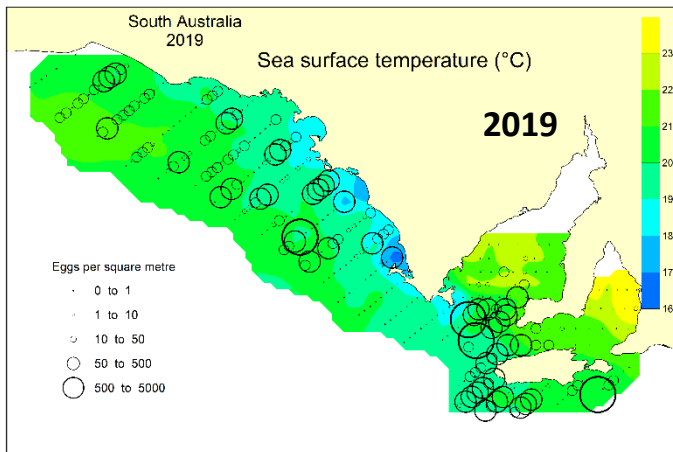 South Australia
2019
Sea surface temperature (°C)
2019
23
22
21
20
19
18
17
16
Eggs per square metre
0 to 1
1 to 10
10 to 50
50 to 500
500 to 5000